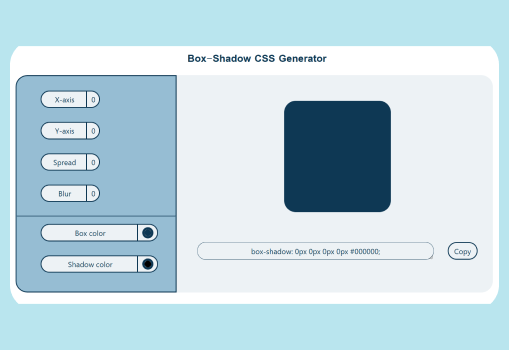 Box-Shadow CSS Generator
X-axis 0
Y-axis 0
Spread 0
Blur 0
Box color
Shadow color
box-shadow: 0px 0px 0px 0px #000000;
Copy